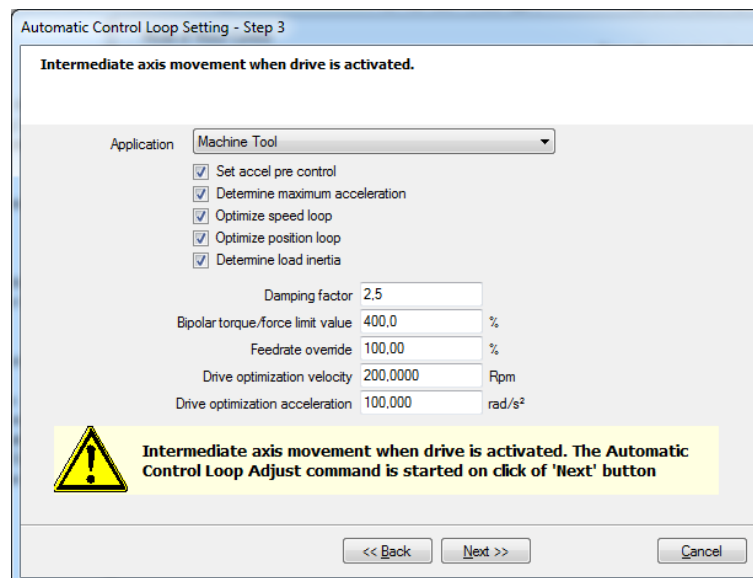 Automatic Control Loop Setting - Step 3
Intermediate axis movement when drive is activated.
Application Machine Tool
Set accel pre control
Determine maximum acceleration
Optimize speed loop
Optimize position loop
Determine load inertia
Damping factor 2,5
Bipolar torque/force limit value 400,0 %
Feedrate override 100,00 %
Drive optimization velocity 200,0000 Rpm
Drive optimization acceleration 100,000 rad/s²
Intermediate axis movement when drive is activated. The Automatic
Control Loop Adjust command is started on click of 'Next' button
<< Back Next >> Cancel